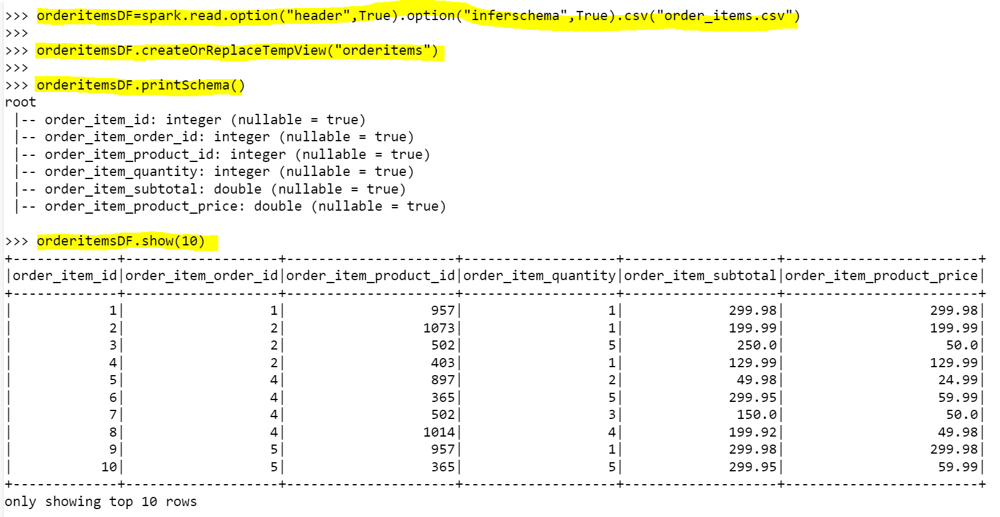 >>> orderitemsDF=spark.read.option("header",True).option("inferschema",True).csv("order_items.csv")
>>>
>>> orderitemsDF.createOrReplaceTempView("orderitems")
>>>
>>> orderitemsDF.printSchema()
root
 |-- order_item_id: integer (nullable = true)
 |-- order_item_order_id: integer (nullable = true)
 |-- order_item_product_id: integer (nullable = true)
 |-- order_item_quantity: integer (nullable = true)
 |-- order_item_subtotal: double (nullable = true)
 |-- order_item_product_price: double (nullable = true)

>>> orderitemsDF.show(10)
+-------------+-------------------+---------------------+-------------------+-------------------+------------------------+
|order_item_id|order_item_order_id|order_item_product_id|order_item_quantity|order_item_subtotal|order_item_product_price|
+-------------+-------------------+---------------------+-------------------+-------------------+------------------------+
|            1|                  1|                  957|                  1|             299.98|                  299.98|
|            2|                  2|                 1073|                  1|             199.99|                  199.99|
|            3|                  2|                  502|                  5|              250.0|                    50.0|
|            4|                  2|                  403|                  1|             129.99|                  129.99|
|            5|                  4|                  897|                  2|              49.98|                   24.99|
|            6|                  4|                  365|                  5|             299.95|                   59.99|
|            7|                  4|                  502|                  3|              150.0|                    50.0|
|            8|                  4|                 1014|                  4|             199.92|                   49.98|
|            9|                  5|                  957|                  1|             299.98|                  299.98|
|           10|                  5|                  365|                  5|             299.95|                   59.99|
+-------------+-------------------+---------------------+-------------------+-------------------+------------------------+
only showing top 10 rows